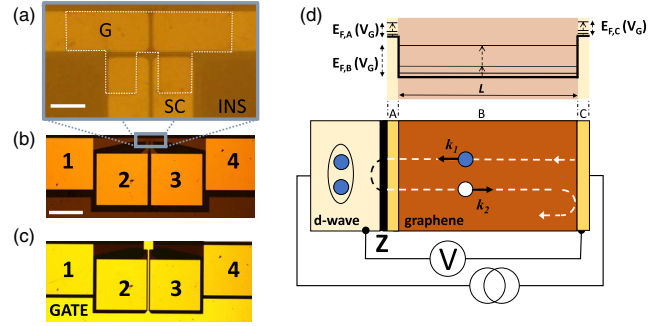 (a)
G
SC
INS
(b)
1
2
3
4
(c)
1
2
3
4
GATE
(d)
E_F,A (V_G)
E_F,C (V_G)
E_F,B (V_G)
L
A
B
C
k_1
k_2
d-wave
graphene
Z
V